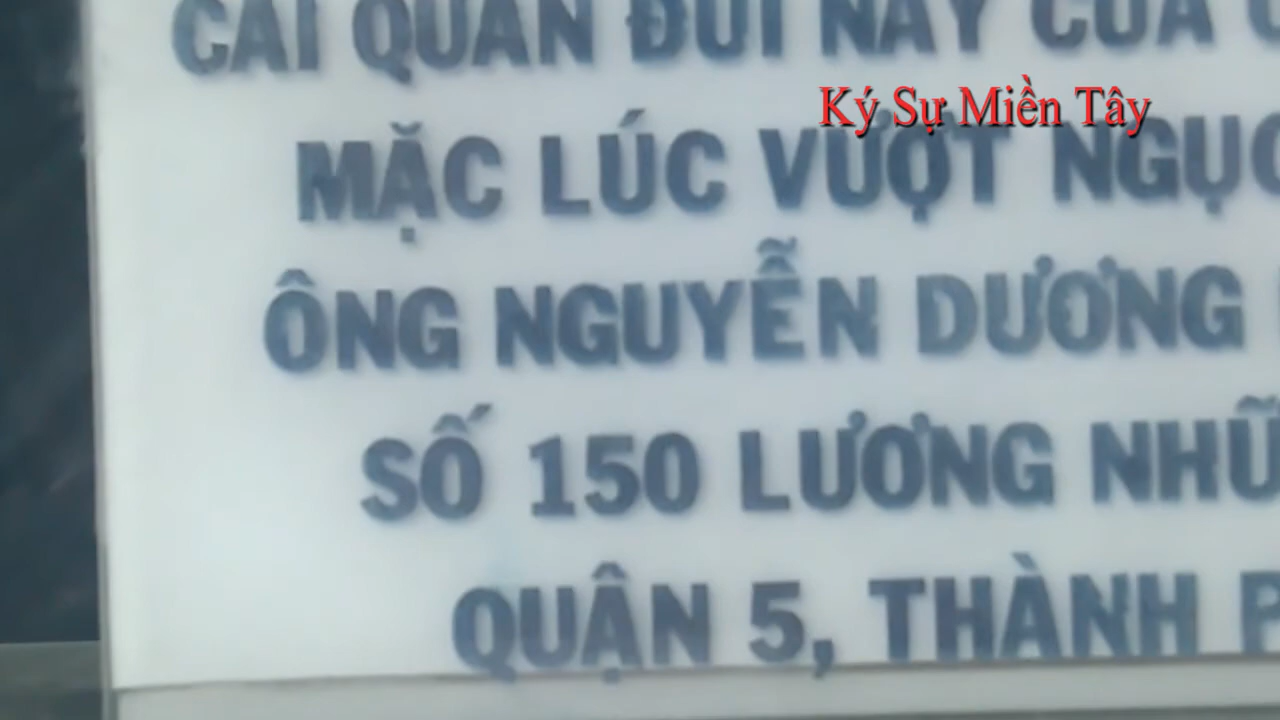 CÁI QUẦN ĐÙI NÀY CỦA
Ký Sự Miền Tây
MẶC LÚC VƯỢT NGỤC
ÔNG NGUYỄN DƯƠNG
SỐ 150 LƯƠNG NHỮ
QUẬN 5, THÀNH